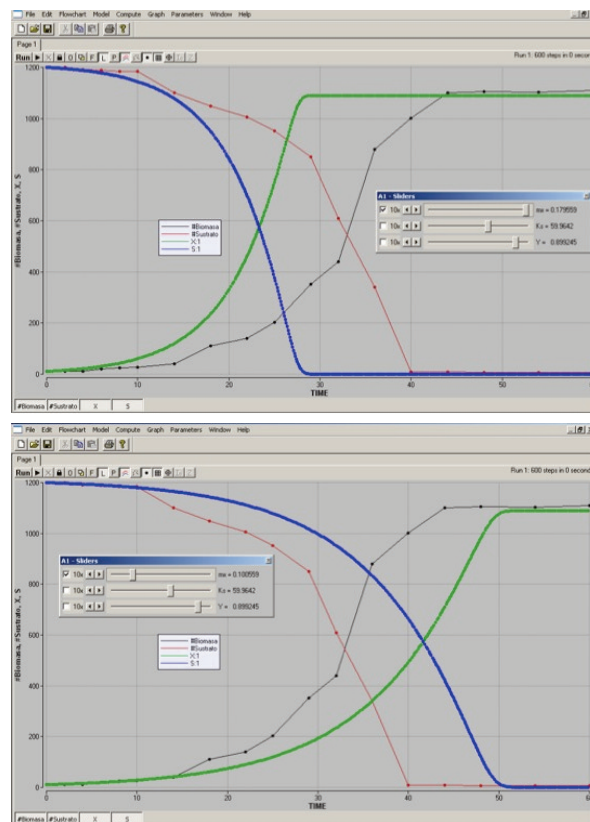 File Edit Flowchart Model Compute Graph Parameters Window Help
Page 1
Run
F L P
Run 1: 600 steps in 0 second
#Biomasa, #Sustrato, X, S
1200
1000
800
600
400
200
0
0 10 20 30 40 50 60
TIME
#Biomasa
#Sustrato
X:1
S:1
A1 - Sliders
10x mx = 0.179559
10x Ks = 59.9642
10x Y = 0.899245
#Biomasa #Sustrato X S
File Edit Flowchart Model Compute Graph Parameters Window Help
Page 1
Run
F L P
Run 1: 600 steps in 0 second
#Biomasa, #Sustrato, X, S
1200
1000
800
600
400
200
0
0 10 20 30 40 50 60
TIME
A1 - Sliders
10x mx = 0.100559
10x Ks = 59.9642
10x Y = 0.899245
#Biomasa
#Sustrato
X:1
S:1
#Biomasa #Sustrato X S